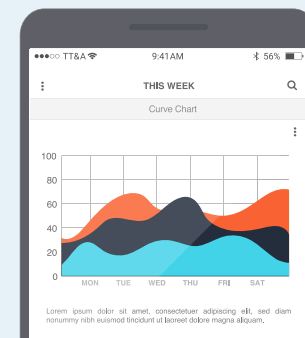 TT&A 9:41AM 56%
THIS WEEK
Curve Chart
100
80
60
40
20
0
MON TUE WED THU FRI SAT
Lorem ipsum dolor sit amet, consectetuer adipiscing elit, sed diam
nonummy nibh euismod tincidunt ut laoreet dolore magna aliquam.